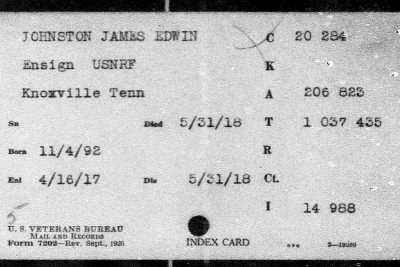 JOHNSTON JAMES EDWIN C 20 284
Ensign USNRF K
Knoxville Tenn A 206 823
Sn Died 5/31/18 T 1 037 435
Born 11/4/92 R
Enl 4/16/17 Dis 5/31/18 Ct.
I 14 988
5
U. S. VETERANS BUREAU
MAIL AND RECORDS
Form 7202—Rev. Sept., 1926 INDEX CARD